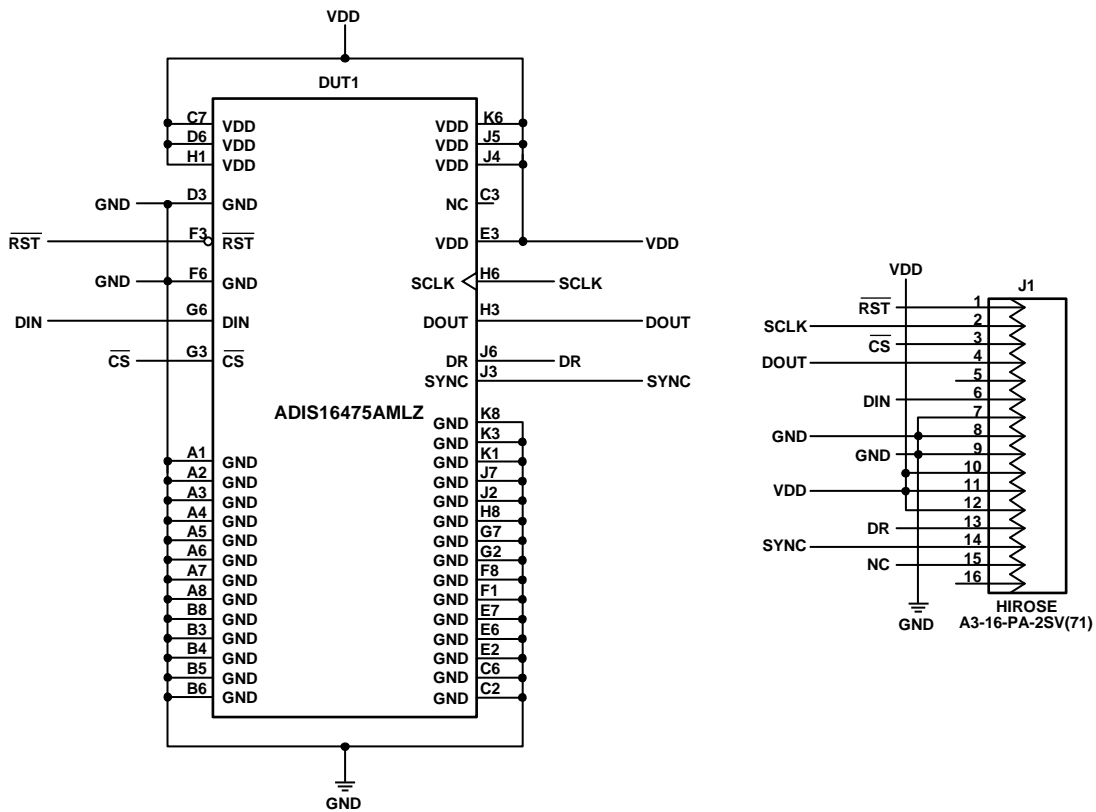 VDD
DUT1
C7 VDD VDD K6
D6 VDD VDD J5
H1 VDD VDD J4
GND D3 GND NC C3
RST F3 RST VDD E3 VDD
GND F6 GND SCLK H6 SCLK
DIN G6 DIN DOUT H3 DOUT
CS G3 CS DR J6 DR
SYNC J3 SYNC
ADIS16475AMLZ
GND K8
GND K3
A1 GND GND K1
A2 GND GND J7
A3 GND GND J2
A4 GND GND H8
A5 GND GND G7
A6 GND GND G2
A7 GND GND F8
A8 GND GND F1
B8 GND GND E7
B3 GND GND E6
B4 GND GND E2
B5 GND GND C6
B6 GND GND C2
GND
VDD
J1
RST 1
SCLK 2
CS 3
DOUT 4
5
DIN 6
7
GND 8
GND 9
10
VDD 11
12
DR 13
SYNC 14
NC 15
16
GND
HIROSE
A3-16-PA-2SV(71)